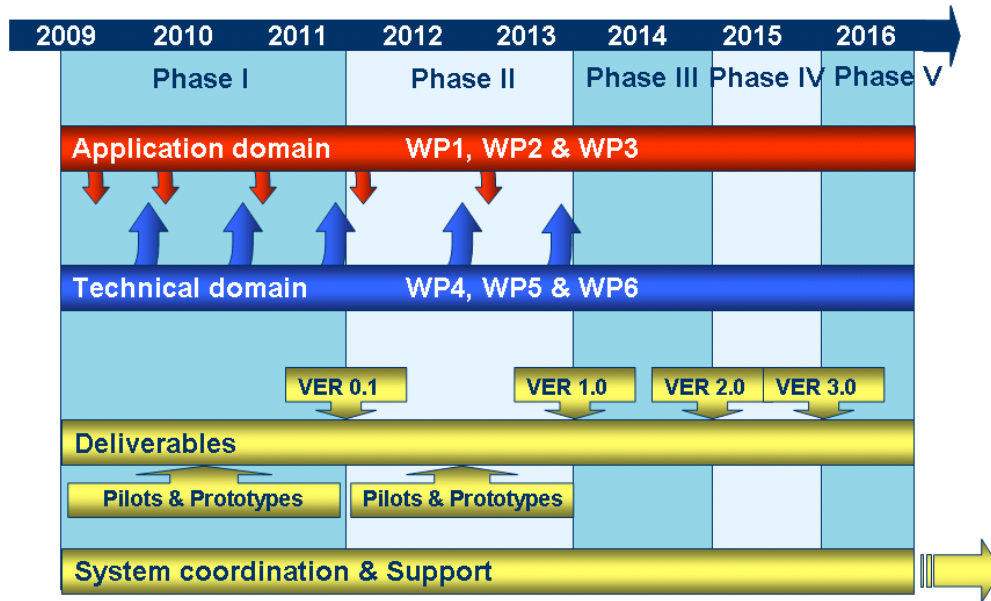 2009 2010 2011 2012 2013 2014 2015 2016
Phase I Phase II Phase III Phase IV Phase V
Application domain WP1, WP2 & WP3
Technical domain WP4, WP5 & WP6
VER 0.1 VER 1.0 VER 2.0 VER 3.0
Deliverables
Pilots & Prototypes Pilots & Prototypes
System coordination & Support